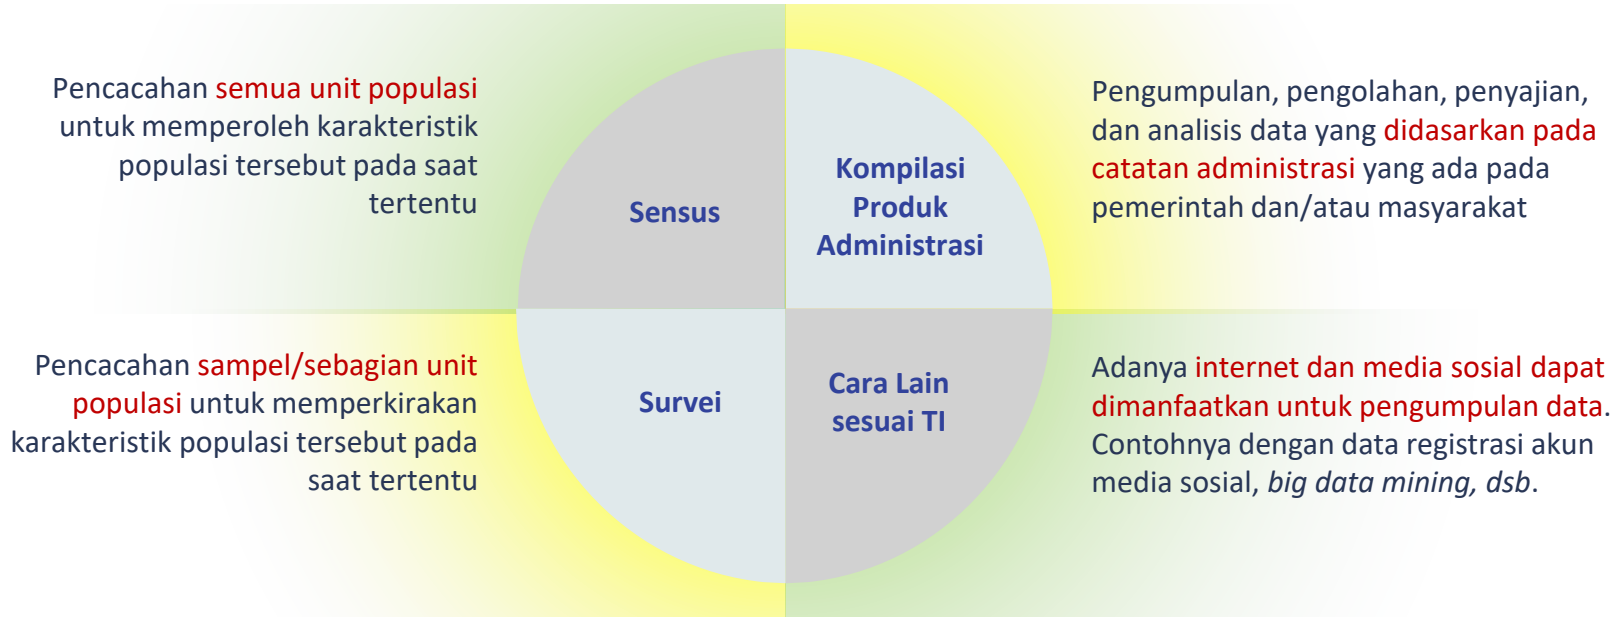 Pencacahan semua unit populasi
untuk memperoleh karakteristik
populasi tersebut pada saat
tertentu
Sensus
Kompilasi
Produk
Administrasi
Pengumpulan, pengolahan, penyajian,
dan analisis data yang didasarkan pada
catatan administrasi yang ada pada
pemerintah dan/atau masyarakat
Pencacahan sampel/sebagian unit
populasi untuk memperkirakan
karakteristik populasi tersebut pada
saat tertentu
Survei
Cara Lain
sesuai TI
Adanya internet dan media sosial dapat
dimanfaatkan untuk pengumpulan data.
Contohnya dengan data registrasi akun
media sosial, big data mining, dsb.